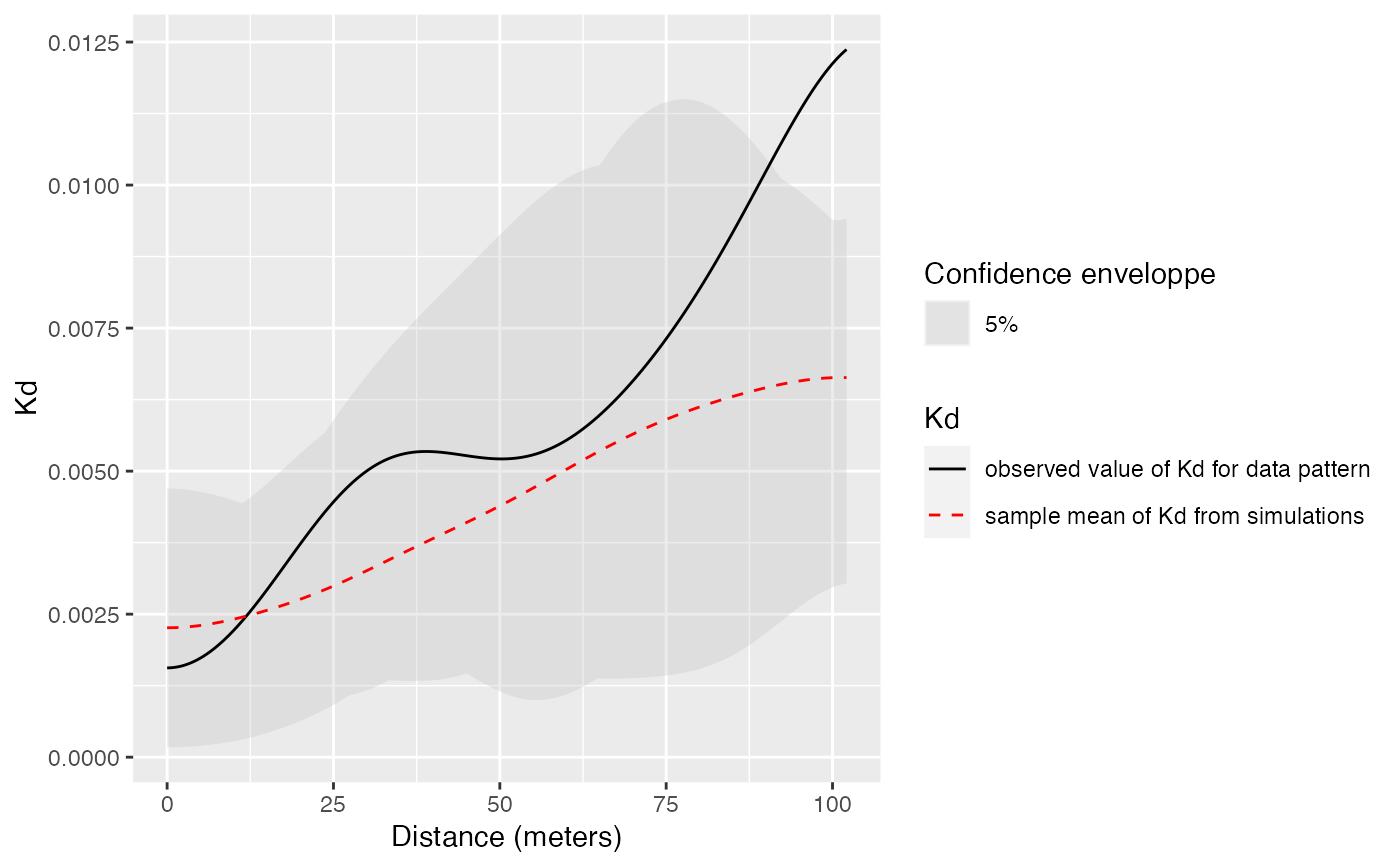 0.0125
0.0100
0.0075
0.0050
0.0025
0.0000
Kd
0 25 50 75 100
Distance (meters)
Confidence enveloppe
5%
Kd
observed value of Kd for data pattern
sample mean of Kd from simulations